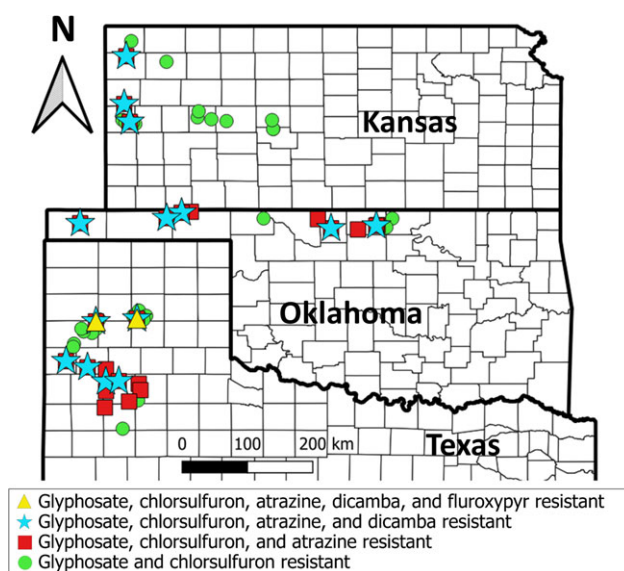 N
Kansas
Oklahoma
0 100 200 km
Texas
Glyphosate, chlorsulfuron, atrazine, dicamba, and fluroxypyr resistant
Glyphosate, chlorsulfuron, atrazine, and dicamba resistant
Glyphosate, chlorsulfuron, and atrazine resistant
Glyphosate and chlorsulfuron resistant